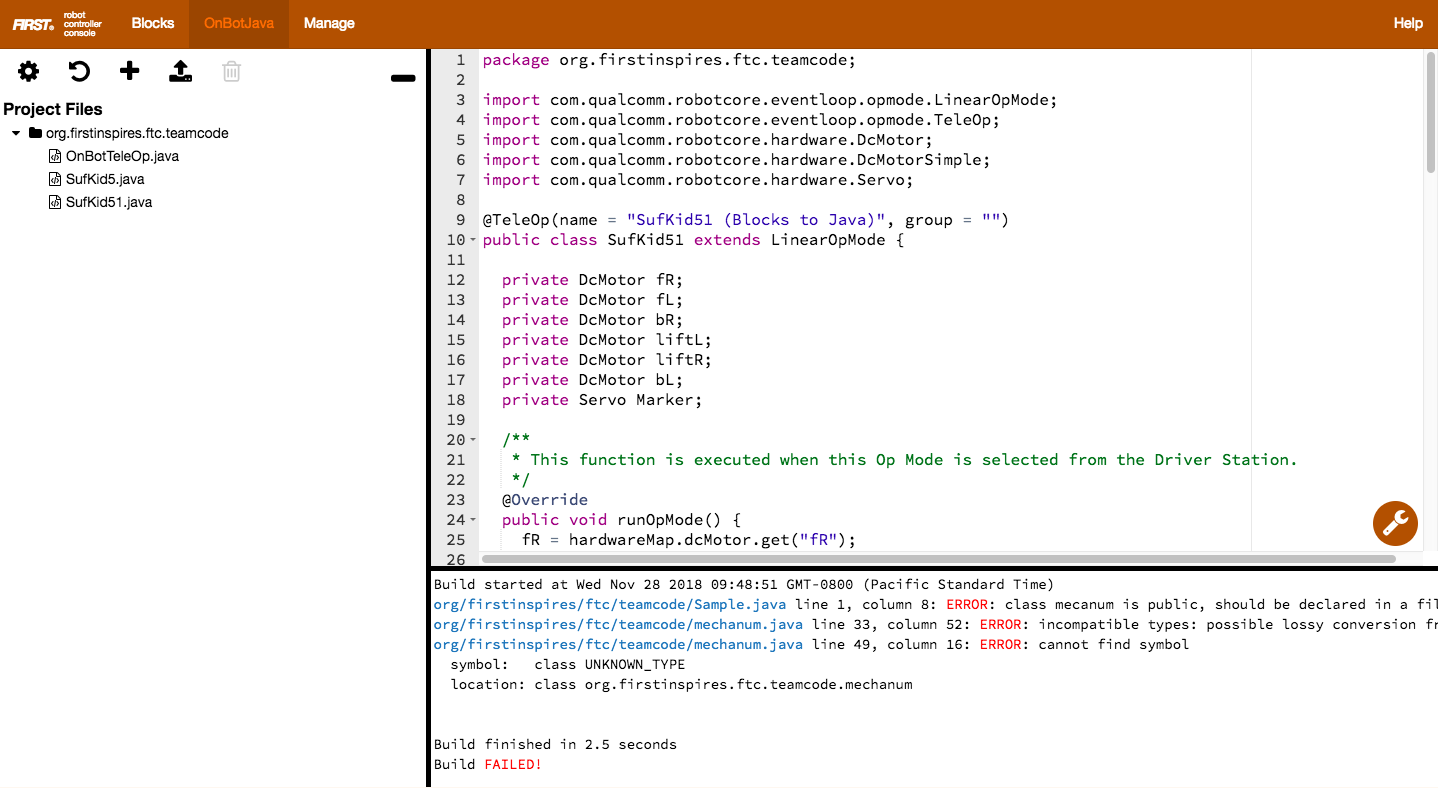 FIRST® robot controller console Blocks OnBotJava Manage Help
Project Files
org.firstinspires.ftc.teamcode
OnBotTeleOp.java
SufKid5.java
SufKid51.java
1 package org.firstinspires.ftc.teamcode;
2
3 import com.qualcomm.robotcore.eventloop.opmode.LinearOpMode;
4 import com.qualcomm.robotcore.eventloop.opmode.TeleOp;
5 import com.qualcomm.robotcore.hardware.DcMotor;
6 import com.qualcomm.robotcore.hardware.DcMotorSimple;
7 import com.qualcomm.robotcore.hardware.Servo;
8
9 @TeleOp(name = "SufKid51 (Blocks to Java)", group = "")
10 public class SufKid51 extends LinearOpMode {
11
12 private DcMotor fR;
13 private DcMotor fL;
14 private DcMotor bR;
15 private DcMotor liftL;
16 private DcMotor liftR;
17 private DcMotor bL;
18 private Servo Marker;
19
20 /**
21 * This function is executed when this Op Mode is selected from the Driver Station.
22 */
23 @Override
24 public void runOpMode() {
25 fR = hardwareMap.dcMotor.get("fR");
26
Build started at Wed Nov 28 2018 09:48:51 GMT-0800 (Pacific Standard Time)
org/firstinspires/ftc/teamcode/Sample.java line 1, column 8: ERROR: class mecanum is public, should be declared in a fil
org/firstinspires/ftc/teamcode/mechanum.java line 33, column 52: ERROR: incompatible types: possible lossy conversion fr
org/firstinspires/ftc/teamcode/mechanum.java line 49, column 16: ERROR: cannot find symbol
symbol: class UNKNOWN_TYPE
location: class org.firstinspires.ftc.teamcode.mechanum
Build finished in 2.5 seconds
Build FAILED!